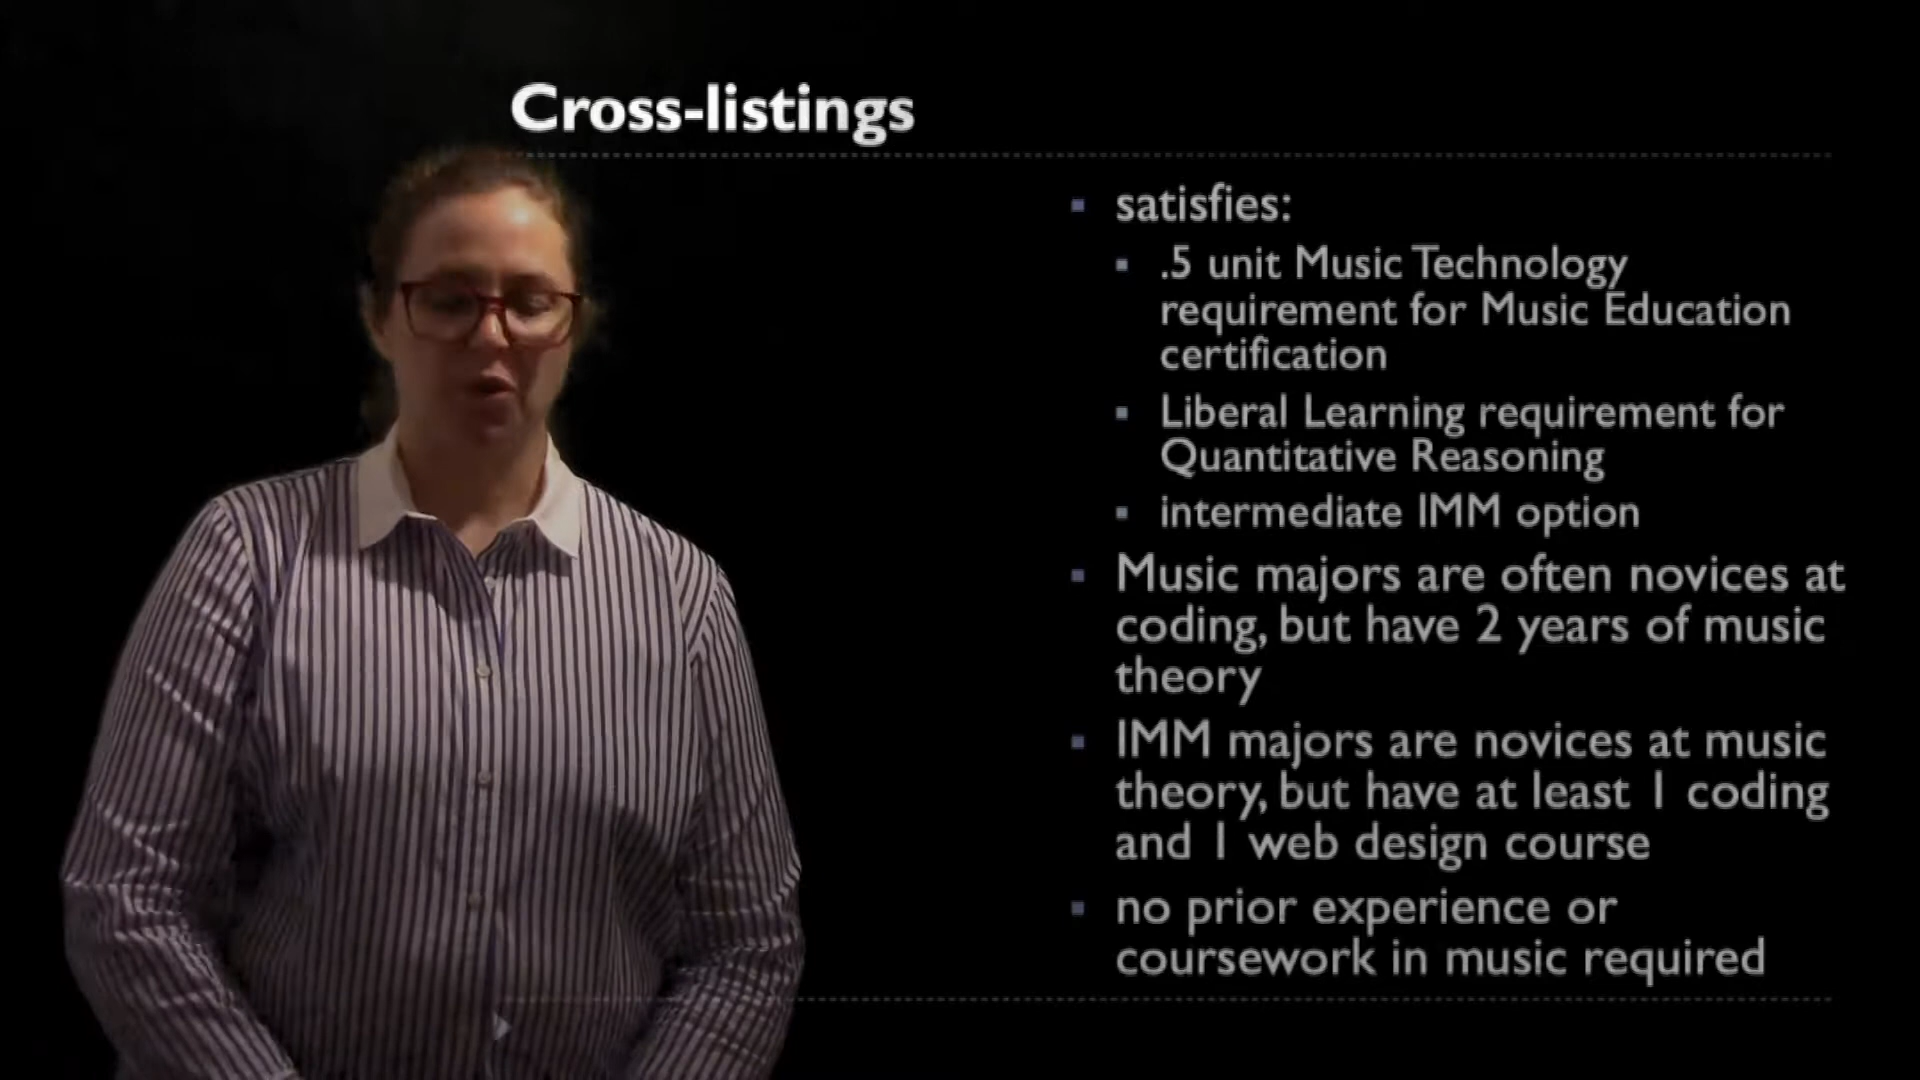 Cross-listings
satisfies:
.5 unit Music Technology
requirement for Music Education
certification
Liberal Learning requirement for
Quantitative Reasoning
intermediate IMM option
Music majors are often novices at
coding, but have 2 years of music
theory
IMM majors are novices at music
theory, but have at least 1 coding
and 1 web design course
no prior experience or
coursework in music required